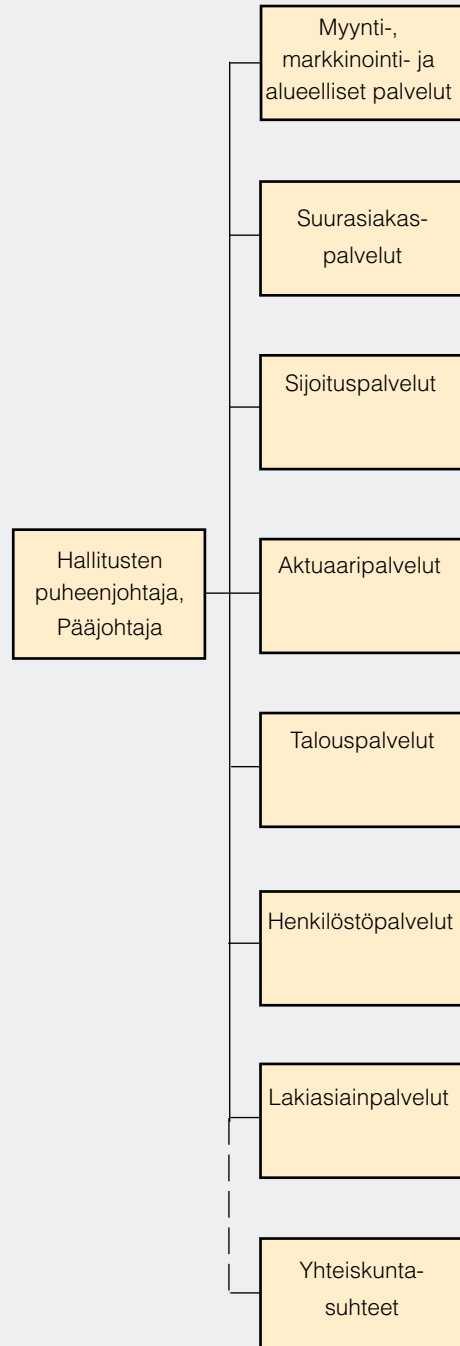 Myynti-,
markkinointi- ja
alueelliset palvelut
Suurasiakas-
palvelut
Sijoituspalvelut
Hallitusten
puheenjohtaja,
Pääjohtaja
Aktuaaripalvelut
Talouspalvelut
Henkilöstöpalvelut
Lakiasiainpalvelut
Yhteiskunta-
suhteet